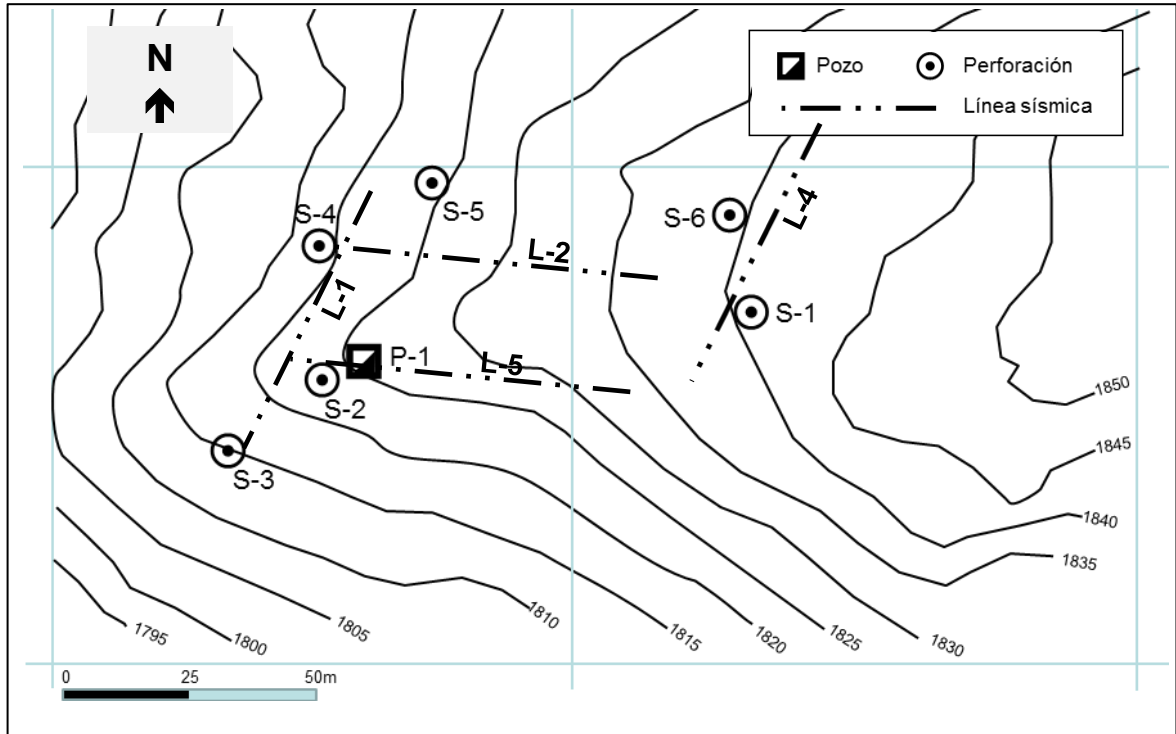 N
Pozo
Perforación
Línea sísmica
L-4
S-5
S-4
S-6
L-2
L-1
S-1
P-1
L-5
S-2
S-3
1850
1845
1840
1835
1830
1825
1820
1815
1810
1805
1800
1795
0 25 50m